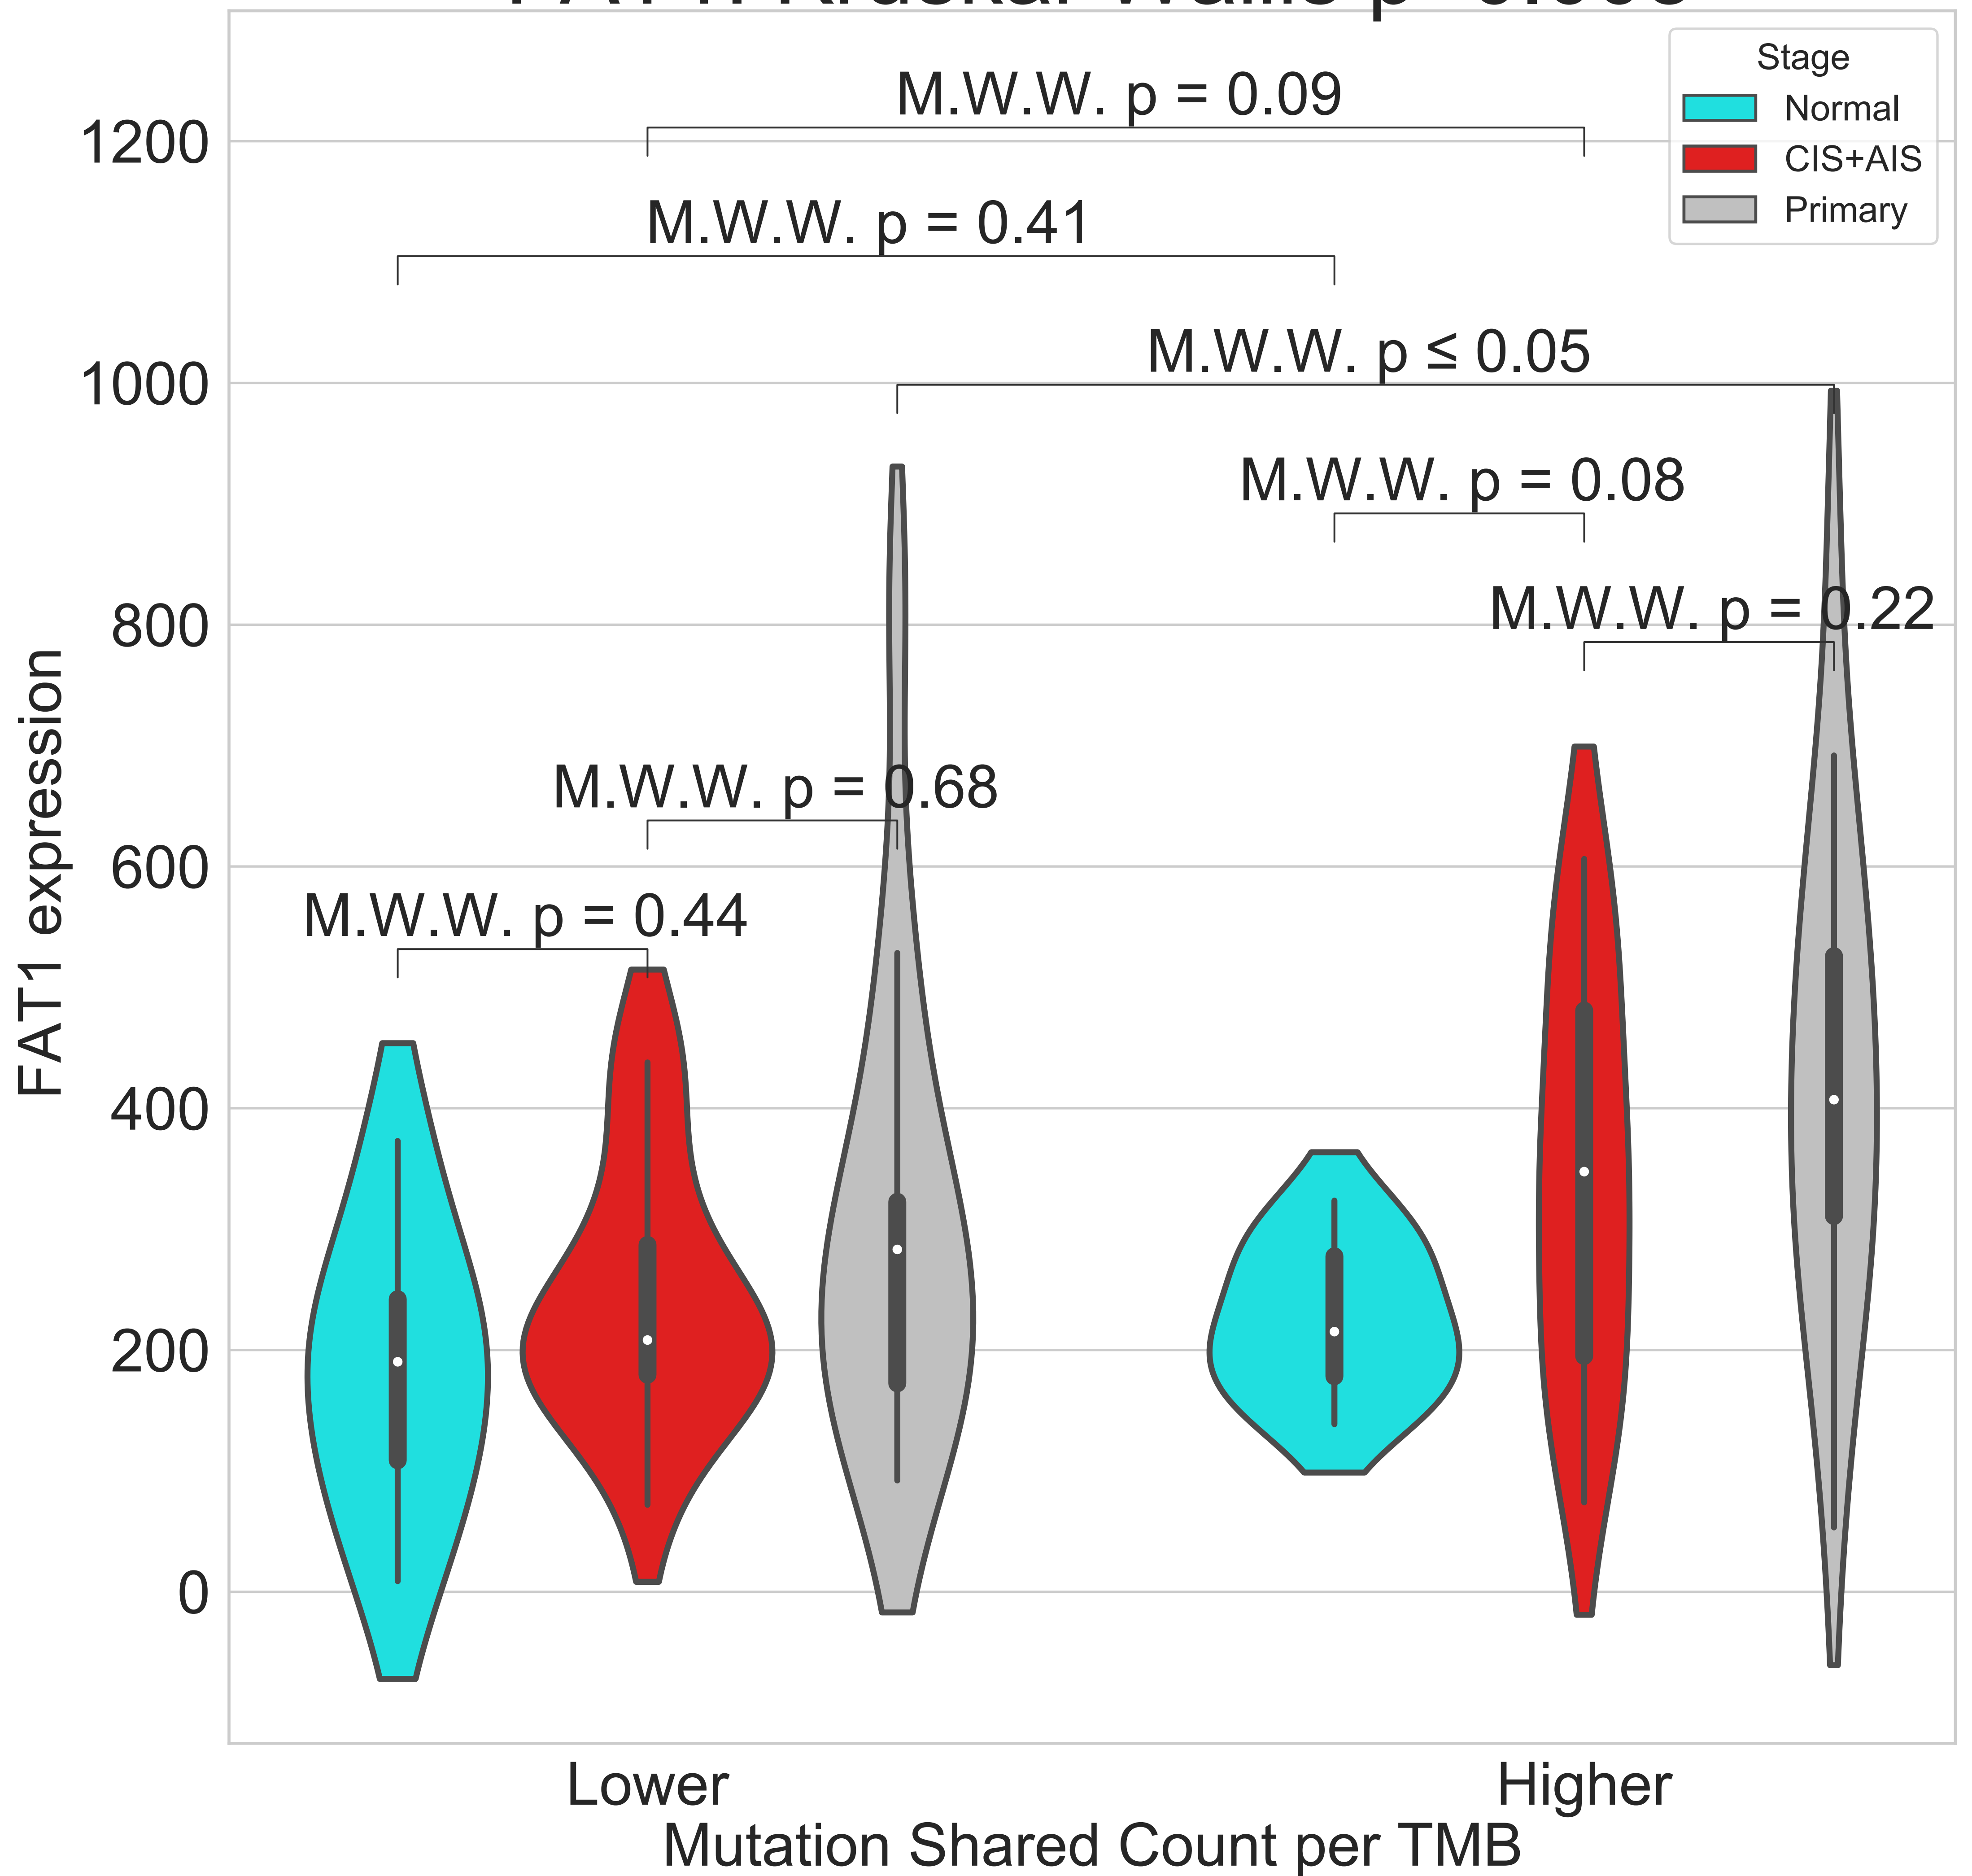 Stage
Normal
CIS+AIS
Primary
M.W.W. p = 0.09
M.W.W. p = 0.41
M.W.W. p ≤ 0.05
M.W.W. p = 0.08
M.W.W. p = 0.22
M.W.W. p = 0.68
M.W.W. p = 0.44
1200
1000
800
600
400
200
0
FAT1 expression
Lower
Higher
Mutation Shared Count per TMB